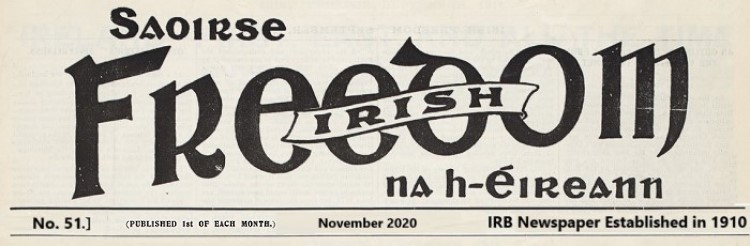 Saoirse
Freedom
IRISH
na h-Éireann
No. 51.] (PUBLISHED 1st OF EACH MONTH.) November 2020 IRB Newspaper Established in 1910